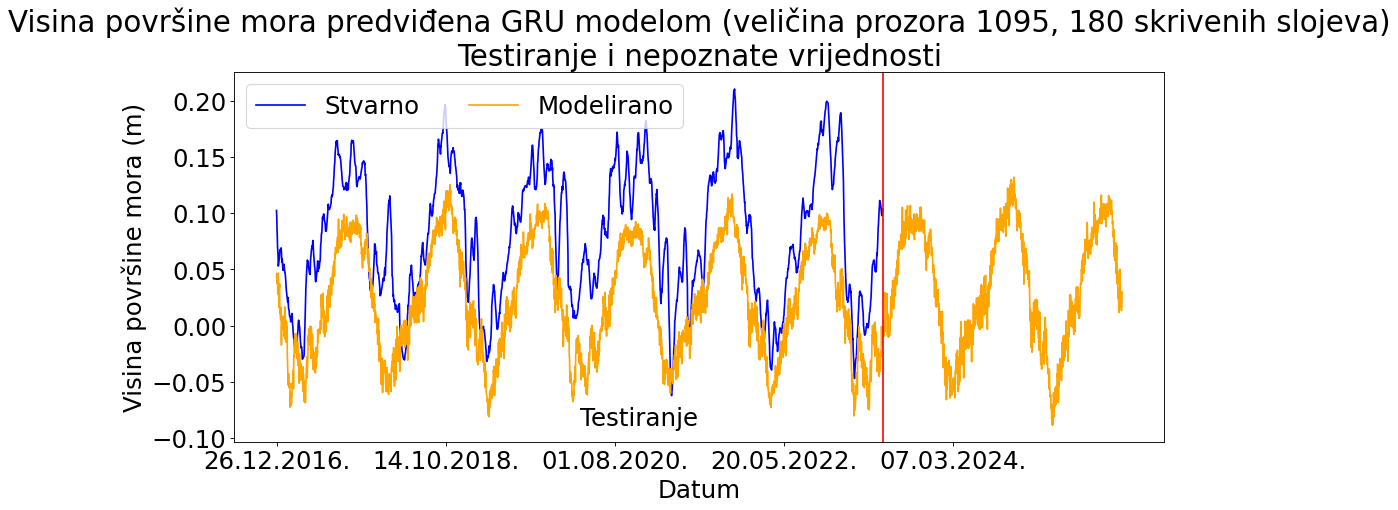 Visina površine mora predviđena GRU modelom (veličina prozora 1095, 180 skrivenih slojeva)
Testiranje i nepoznate vrijednosti
Stvarno
Modelirano
Visina površine mora (m)
0.20
0.15
0.10
0.05
0.00
−0.05
−0.10
Testiranje
26.12.2016.
14.10.2018.
01.08.2020.
20.05.2022.
07.03.2024.
Datum